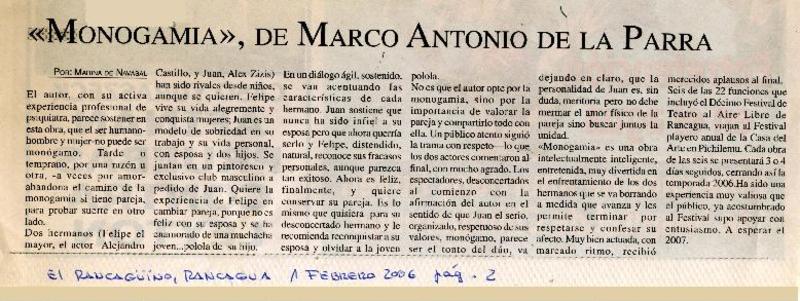 «MONOGAMIA», DE MARCO ANTONIO DE LA PARRA
POR: MARINA DE NAVASAL
El autor, con su activa
experiencia profesional de
psiquiatra, parece sostener en
esta obra, que el ser humano-
hombre y mujer-no puede ser
monógamo. Tarde o
temprano, por una razón u
otra, -a veces por amor-
abandona el camino de la
monogamia si tiene pareja,
para probar suerte en otro
lado.
Dos hermanos (Felipe el
mayor, el actor Alejandro
Castillo, y Juan, Alex Zizis)
han sido rivales desde niños,
aunque se quieren. Felipe
vive su vida alegremente y
conquista mujeres; Juan es un
modelo de sobriedad en su
trabajo y su vida personal,
con esposa y dos hijos. Se
juntan en un pintoresco y
exclusivo club masculino a
pedido de Juan. Quiere la
experiencia de Felipe en
cambiar pareja, porque no es
feliz con su esposa y se ha
enamorado de una muchacha
joven...polola de su hijo.
En un diálogo ágil, sostenido,
se van acentuando las
características de cada
hermano. Juan sostiene que
nunca ha sido infiel a su
esposa pero que ahora querría
serlo y Felipe, distendido,
natural, reconoce sus fracasos
personales, aunque parezca
tan exitoso. Ahora es feliz,
finalmente, y quiere
conservar su pareja. Es lo
mismo que quisiera para su
desconcertado hermano y le
recomienda reconquistar a su
esposa y olvidar a la joven
polola.
No es que el autor opte por la
monogamia, sino por la
importancia de valorar la
pareja y compartirlo todo con
ella. Un público atento siguió
la trama con respeto—lo que
los dos actores comentaron al
final, con mucho agrado. Los
espectadores, desconcertados
al comienzo con la
afirmación del autor en el
sentido de que Juan el serio,
organizado, respetuoso de sus
valores, monógamo, parece
ser el tonto del dúo, va
dejando en claro, que la
personalidad de Juan es, sin
duda, meritoria pero no debe
mermar el amor físico de la
pareja sino buscar juntos la
unidad.
«Monogamia» es una obra
intelectualmente inteligente,
entretenida, muy divertida en
el enfrentamiento de los dos
hermanos que se va borrando
a medida que avanza y les
permite terminar por
respetarse y confesar su
afecto. Muy bien actuada, con
marcado ritmo, recibió
merecidos aplausos al final.
Seis de las 22 funciones que
incluyó el Décimo Festival de
Teatro al Aire Libre de
Rancagua, viajan al Festival
playero anual de la Casa del
Arte en Pichilemu. Cada obra
de las seis se presentará 3 o 4
días seguidos, cerrando así la
temporada 2006.Ha sido una
experiencia muy valiosa que
el público, ya acostumbrado
al Festival supo apoyar con
entusiasmo. A esperar el
2007.
El Rancagüino, Rancagua 1 Febrero 2006 pág. 2